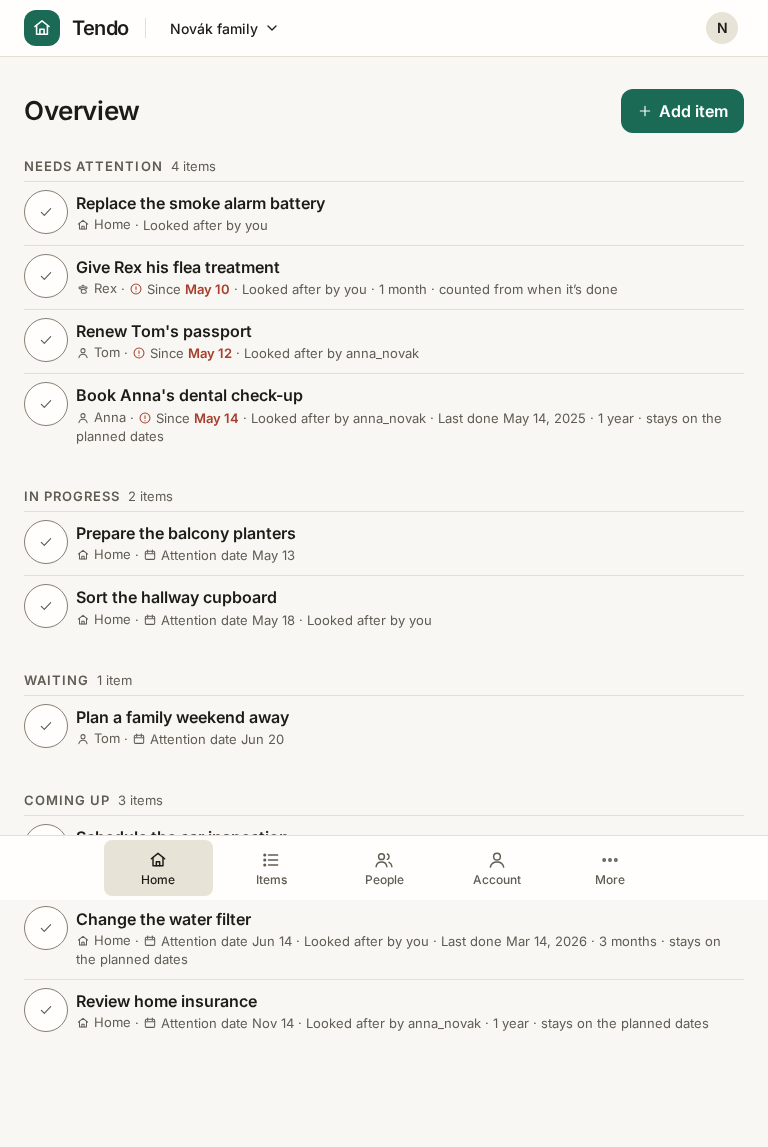 Tendo
Novák family
N
Overview
Add item
NEEDS ATTENTION 4 items
Replace the smoke alarm battery
Home · Looked after by you
Give Rex his flea treatment
Rex · Since May 10 · Looked after by you · 1 month · counted from when it’s done
Renew Tom's passport
Tom · Since May 12 · Looked after by anna_novak
Book Anna's dental check-up
Anna · Since May 14 · Looked after by anna_novak · Last done May 14, 2025 · 1 year · stays on the
planned dates
IN PROGRESS 2 items
Prepare the balcony planters
Home · Attention date May 13
Sort the hallway cupboard
Home · Attention date May 18 · Looked after by you
WAITING 1 item
Plan a family weekend away
Tom · Attention date Jun 20
COMING UP 3 items
Schedule the car inspection
Home
Items
People
Account
More
Change the water filter
Home · Attention date Jun 14 · Looked after by you · Last done Mar 14, 2026 · 3 months · stays on
the planned dates
Review home insurance
Home · Attention date Nov 14 · Looked after by anna_novak · 1 year · stays on the planned dates